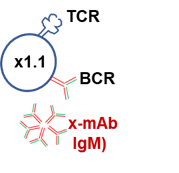 TCR
x1.1
BCR
x-mAb
IgM)